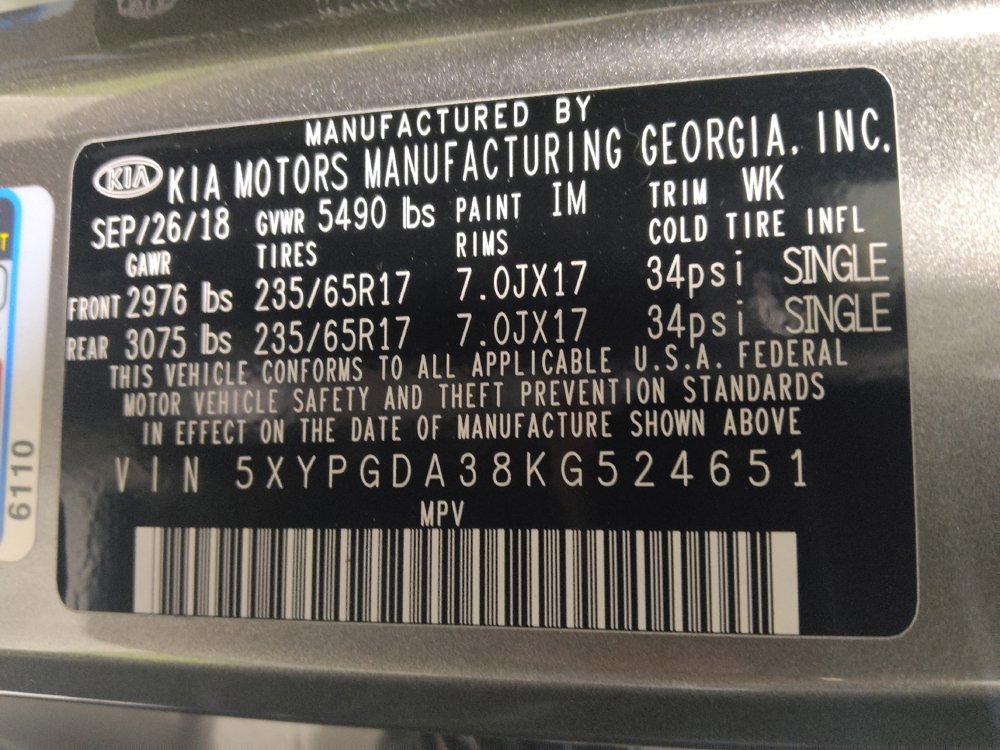 MANUFACTURED BY
KIA KIA MOTORS MANUFACTURING GEORGIA, INC.
SEP/26/18 GVWR 5490 lbs PAINT IM TRIM WK
GAWR TIRES RIMS COLD TIRE INFL
FRONT 2976 lbs 235/65R17 7.0JX17 34psi SINGLE
REAR 3075 lbs 235/65R17 7.0JX17 34psi SINGLE
THIS VEHICLE CONFORMS TO ALL APPLICABLE U.S.A. FEDERAL
MOTOR VEHICLE SAFETY AND THEFT PREVENTION STANDARDS
IN EFFECT ON THE DATE OF MANUFACTURE SHOWN ABOVE
VIN 5XYPGDA38KG524651
MPV
6110